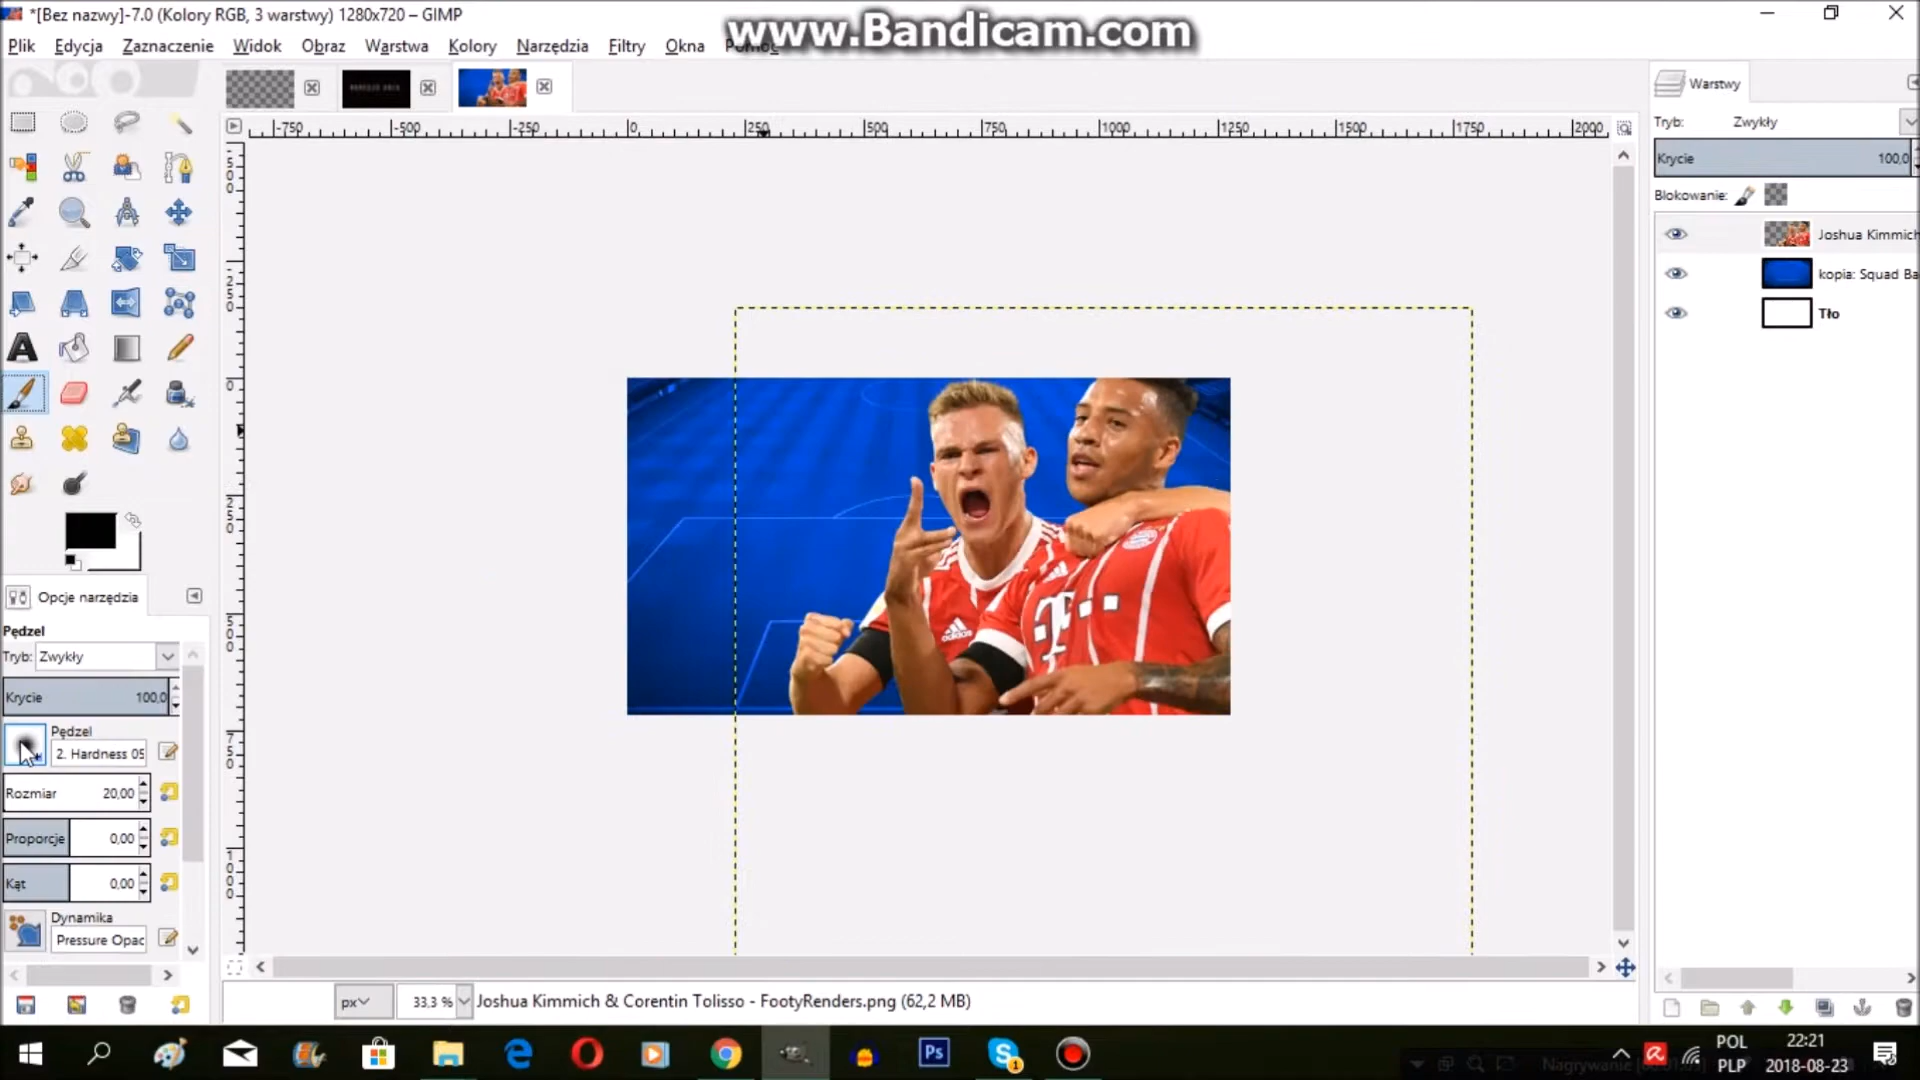 *[Bez nazwy]-7.0 (Kolory RGB, 3 warstwy) 1280x720 – GIMP
www.Bandicam.com
Plik Edycja Zaznaczenie Widok Obraz Warstwa Kolory Narzędzia Filtry Okna Pomoc
Warstwy
-750 -500 -250 0 250 500 750 1000 1250 1500 1750 2000
Tryb: Zwykły
Krycie 100,0
Blokowanie:
Joshua Kimmich
kopia: Squad Ba
Tło
Opcje narzędzia
Pędzel
Tryb: Zwykły
Krycie 100,0
Pędzel
2. Hardness 05
Rozmiar 20,00
Proporcje 0,00
Kąt 0,00
Dynamika
Pressure Opac
adidas
T
px 33,3 % Joshua Kimmich & Corentin Tolisso - FootyRenders.png (62,2 MB)
Ps
S
1
POL
PLP
22:21
2018-08-23